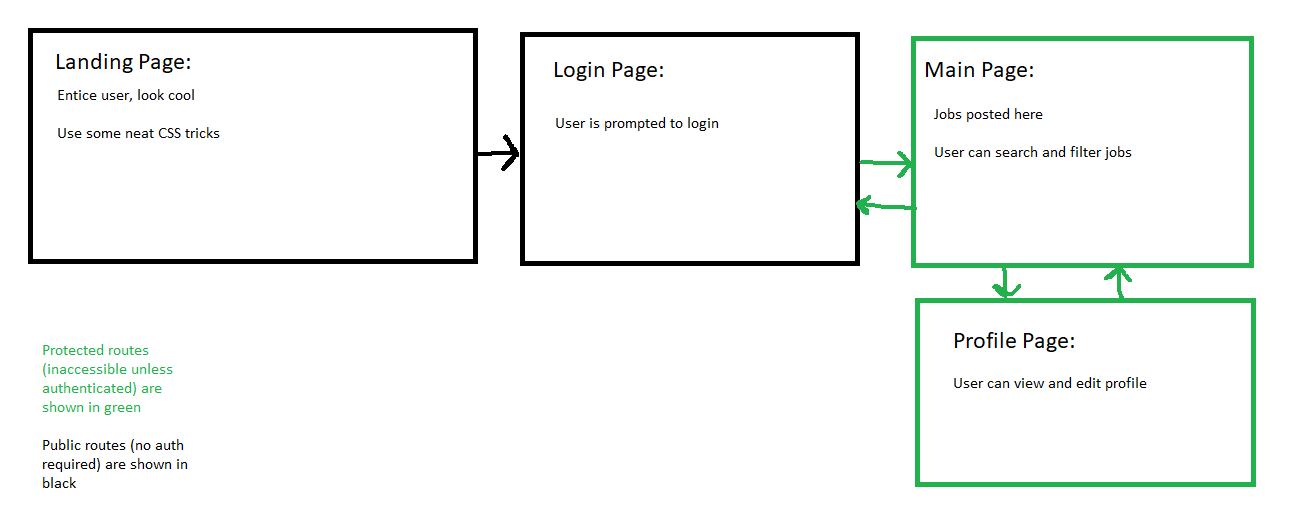 Landing Page:
Entice user, look cool
Use some neat CSS tricks
Login Page:
User is prompted to login
Main Page:
Jobs posted here
User can search and filter jobs
Profile Page:
User can view and edit profile
Protected routes
(inaccessible unless
authenticated) are
shown in green
Public routes (no auth
required) are shown in
black